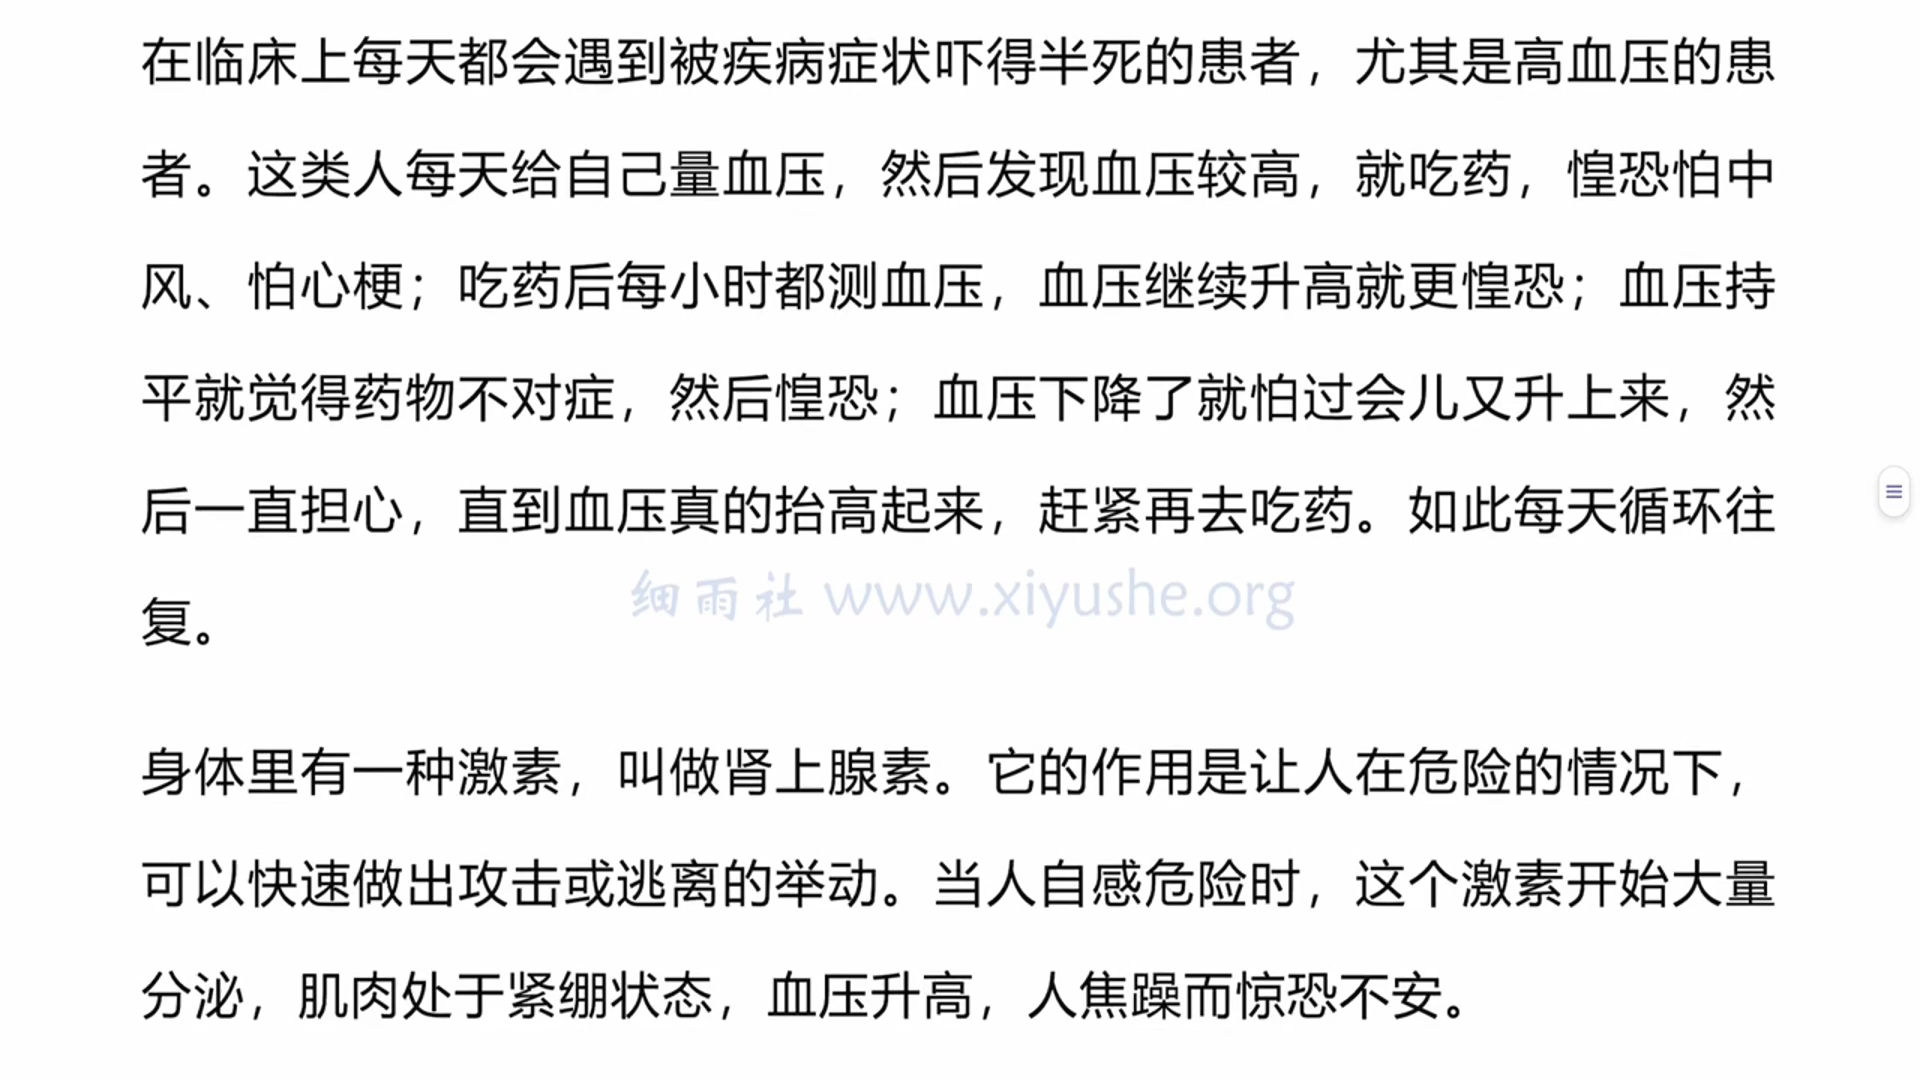 在临床上每天都会遇到被疾病症状吓得半死的患者，尤其是高血压的患
者。这类人每天给自己量血压，然后发现血压较高，就吃药，惶恐怕中
风、怕心梗；吃药后每小时都测血压，血压继续升高就更惶恐；血压持
平就觉得药物不对症，然后惶恐；血压下降了就怕过会儿又升上来，然
后一直担心，直到血压真的抬高起来，赶紧再去吃药。如此每天循环往
细雨社 www.xiyushe.org
复。
身体里有一种激素，叫做肾上腺素。它的作用是让人在危险的情况下，
可以快速做出攻击或逃离的举动。当人自感危险时，这个激素开始大量
分泌，肌肉处于紧绷状态，血压升高，人焦躁而惊恐不安。